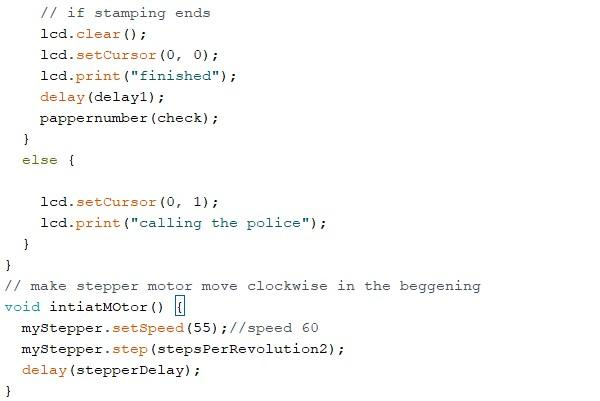 // if stamping ends
lcd.clear();
lcd.setCursor(0, 0);
lcd.print("finished");
delay(delay1);
pappernumber(check);
}
else {
lcd.setCursor(0, 1);
lcd.print("calling the police");
}
}
// make stepper motor move clockwise in the beggening
void intiatMOtor() {
myStepper.setSpeed(55);//speed 60
myStepper.step(stepsPerRevolution2);
delay(stepperDelay);
}